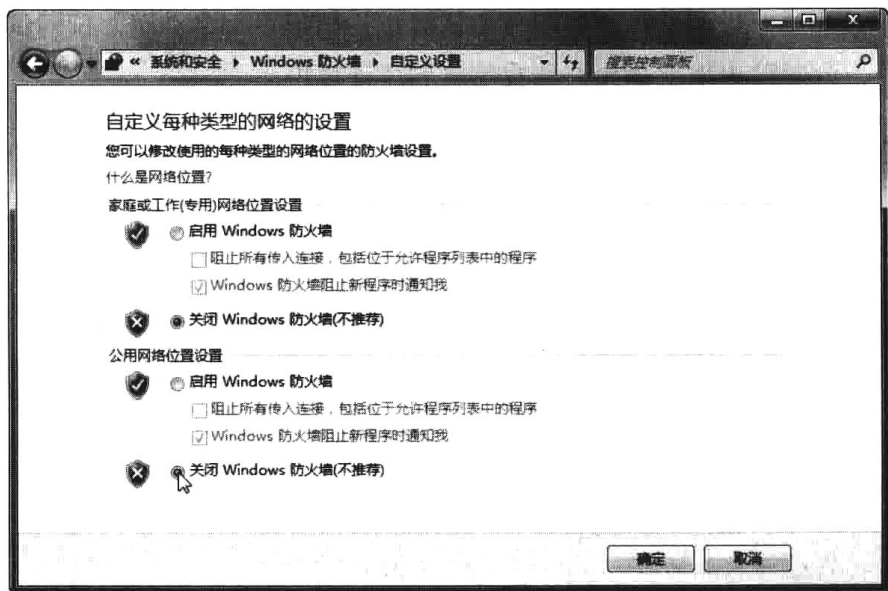 « 系统和安全 ▸ Windows 防火墙 ▸ 自定义设置
搜索控制面板
自定义每种类型的网络的设置
您可以修改使用的每种类型的网络位置的防火墙设置。
什么是网络位置?
家庭或工作(专用)网络位置设置
启用 Windows 防火墙
阻止所有传入连接，包括位于允许程序列表中的程序
Windows 防火墙阻止新程序时通知我
关闭 Windows 防火墙(不推荐)
公用网络位置设置
启用 Windows 防火墙
阻止所有传入连接，包括位于允许程序列表中的程序
Windows 防火墙阻止新程序时通知我
关闭 Windows 防火墙(不推荐)
确定
取消